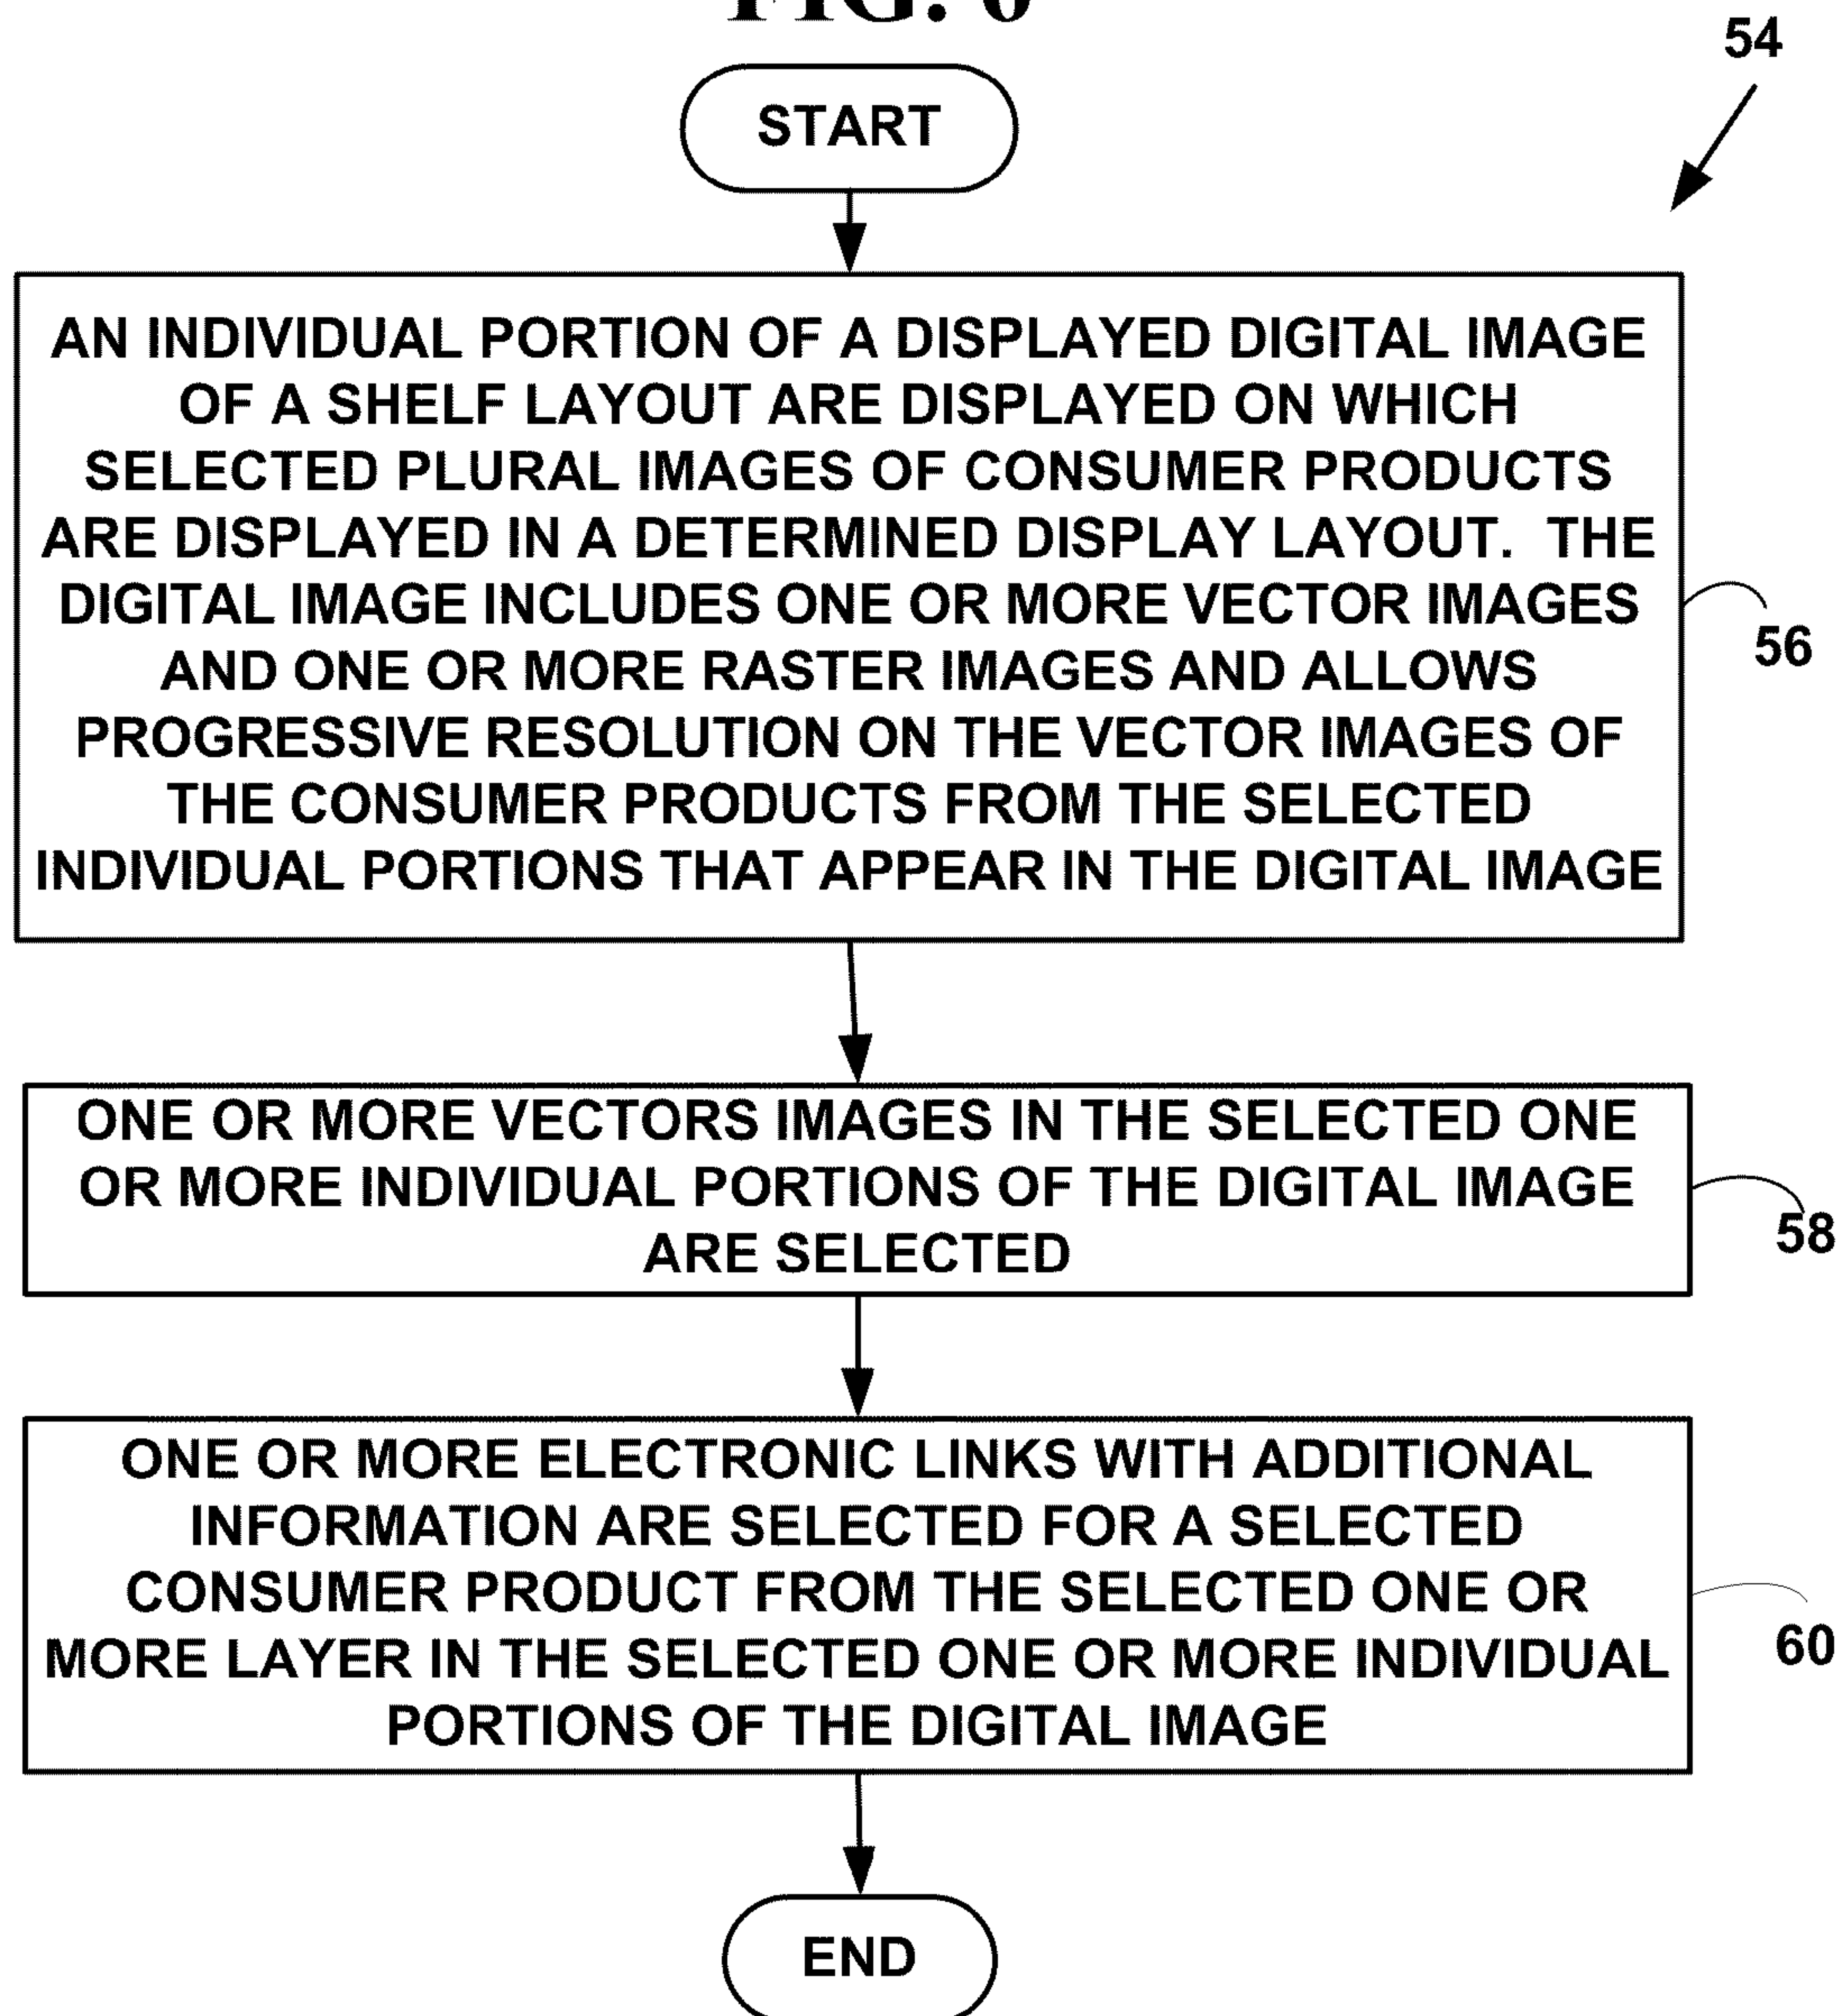 FIG. 6
54
START
AN INDIVIDUAL PORTION OF A DISPLAYED DIGITAL IMAGE
OF A SHELF LAYOUT ARE DISPLAYED ON WHICH
SELECTED PLURAL IMAGES OF CONSUMER PRODUCTS
ARE DISPLAYED IN A DETERMINED DISPLAY LAYOUT. THE
DIGITAL IMAGE INCLUDES ONE OR MORE VECTOR IMAGES
AND ONE OR MORE RASTER IMAGES AND ALLOWS
PROGRESSIVE RESOLUTION ON THE VECTOR IMAGES OF
THE CONSUMER PRODUCTS FROM THE SELECTED
INDIVIDUAL PORTIONS THAT APPEAR IN THE DIGITAL IMAGE
56
ONE OR MORE VECTORS IMAGES IN THE SELECTED ONE
OR MORE INDIVIDUAL PORTIONS OF THE DIGITAL IMAGE
ARE SELECTED
58
ONE OR MORE ELECTRONIC LINKS WITH ADDITIONAL
INFORMATION ARE SELECTED FOR A SELECTED
CONSUMER PRODUCT FROM THE SELECTED ONE OR
MORE LAYER IN THE SELECTED ONE OR MORE INDIVIDUAL
PORTIONS OF THE DIGITAL IMAGE
60
END